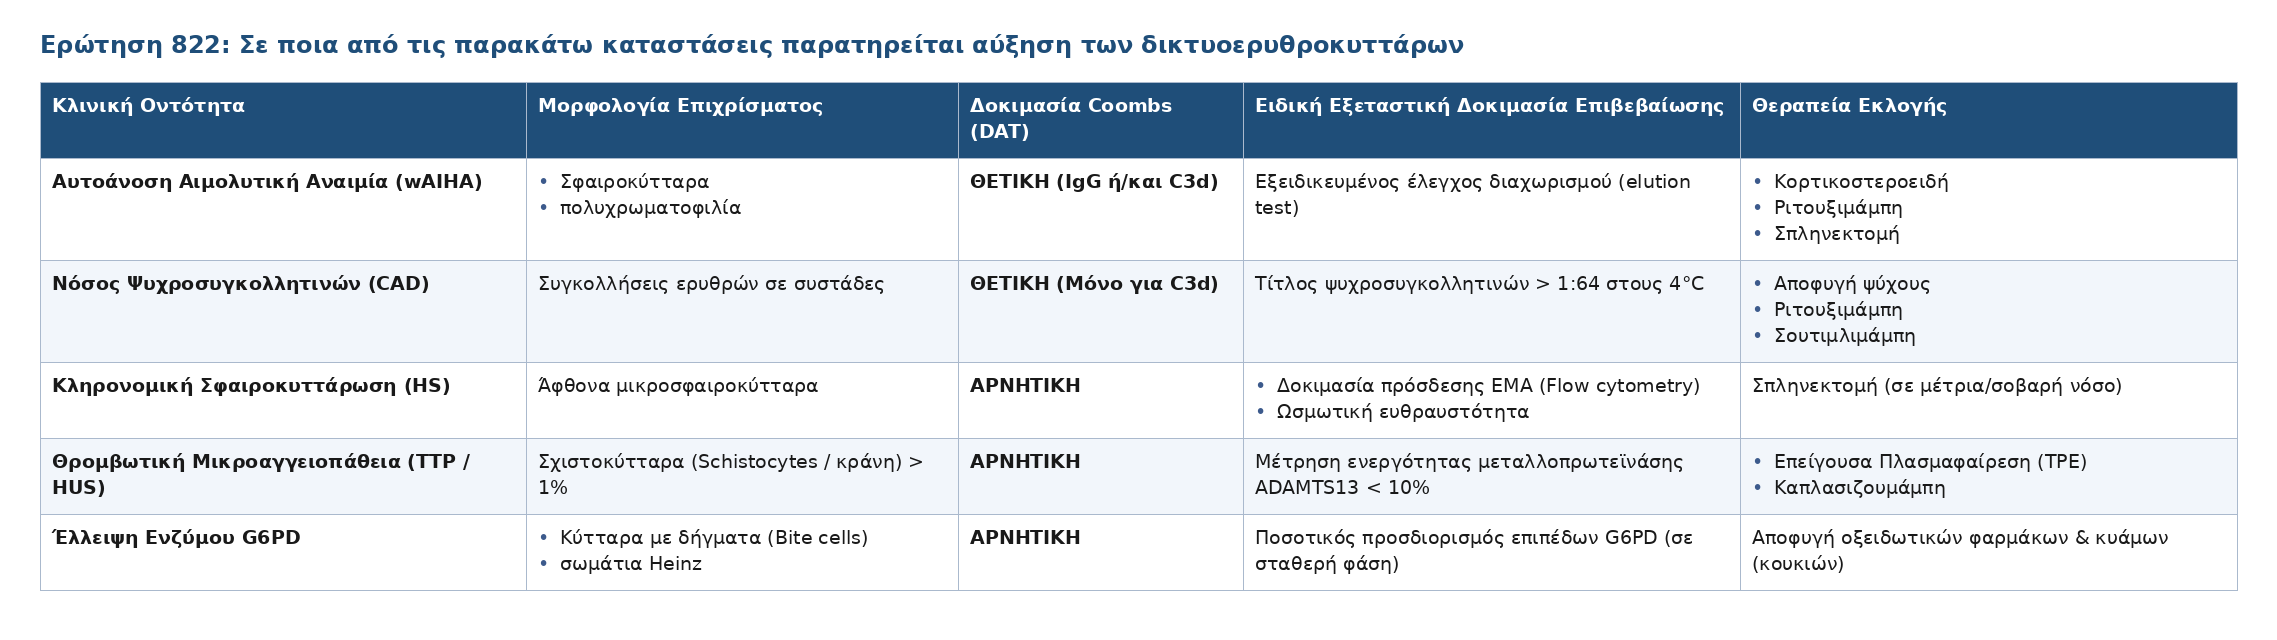 Ερώτηση 822: Σε ποια από τις παρακάτω καταστάσεις παρατηρείται αύξηση των δικτυοερυθροκυττάρων
Κλινική Οντότητα
Μορφολογία Επιχρίσματος
Δοκιμασία Coombs
(DAT)
Ειδική Εξεταστική Δοκιμασία Επιβεβαίωσης
Θεραπεία Εκλογής
Αυτοάνοση Αιμολυτική Αναιμία (wAIHA)
• Σφαιροκύτταρα
• πολυχρωματοφιλία
ΘΕΤΙΚΗ (IgG ή/και C3d)
Εξειδικευμένος έλεγχος διαχωρισμού (elution
test)
• Κορτικοστεροειδή
• Ριτουξιμάμπη
• Σπληνεκτομή
Νόσος Ψυχροσυγκολλητινών (CAD)
Συγκολλήσεις ερυθρών σε συστάδες
ΘΕΤΙΚΗ (Μόνο για C3d)
Τίτλος ψυχροσυγκολλητινών > 1:64 στους 4°C
• Αποφυγή ψύχους
• Ριτουξιμάμπη
• Σουτιμλιμάμπη
Κληρονομική Σφαιροκυττάρωση (HS)
Άφθονα μικροσφαιροκύτταρα
ΑΡΝΗΤΙΚΗ
• Δοκιμασία πρόσδεσης EMA (Flow cytometry)
• Ωσμωτική ευθραυστότητα
Σπληνεκτομή (σε μέτρια/σοβαρή νόσο)
Θρομβωτική Μικροαγγειοπάθεια (TTP /
HUS)
Σχιστοκύτταρα (Schistocytes / κράνη) >
1%
ΑΡΝΗΤΙΚΗ
Μέτρηση ενεργότητας μεταλλοπρωτεϊνάσης
ADAMTS13 < 10%
• Επείγουσα Πλασμαφαίρεση (TPE)
• Καπλασιζουμάμπη
Έλλειψη Ενζύμου G6PD
• Κύτταρα με δήγματα (Bite cells)
• σωμάτια Heinz
ΑΡΝΗΤΙΚΗ
Ποσοτικός προσδιορισμός επιπέδων G6PD (σε
σταθερή φάση)
Αποφυγή οξειδωτικών φαρμάκων & κυάμων
(κουκιών)